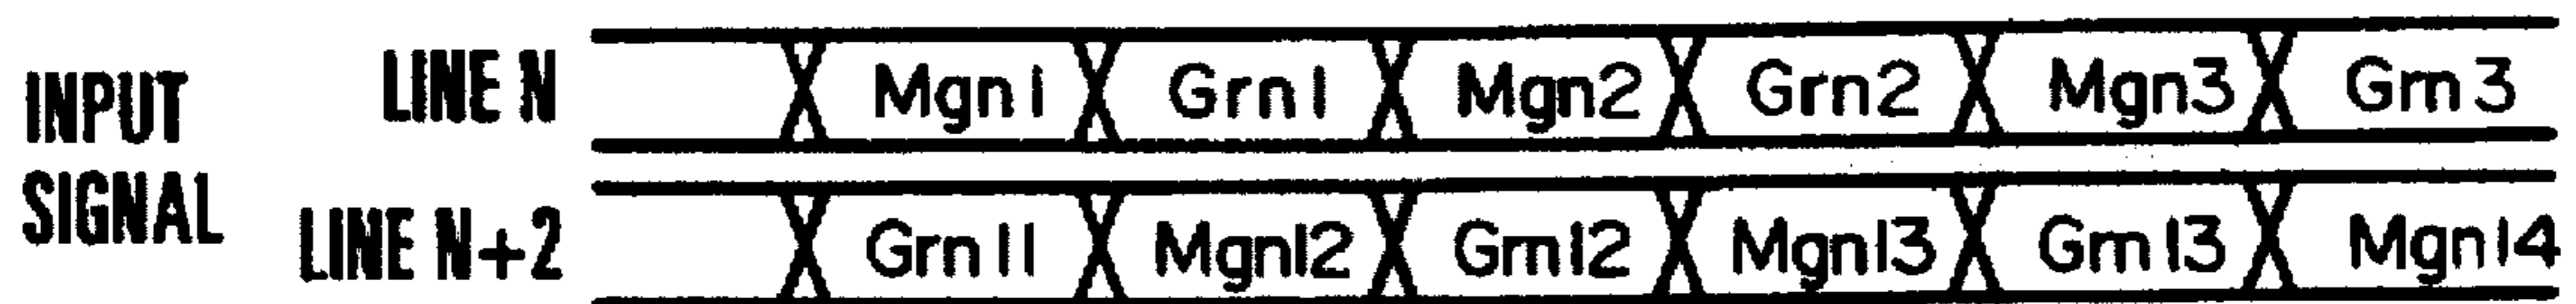 INPUT SIGNAL
LINE N Mgn1 Grn1 Mgn2 Grn2 Mgn3 Grn3
LINE N+2 Grn11 Mgn12 Grn12 Mgn13 Grn13 Mgn14